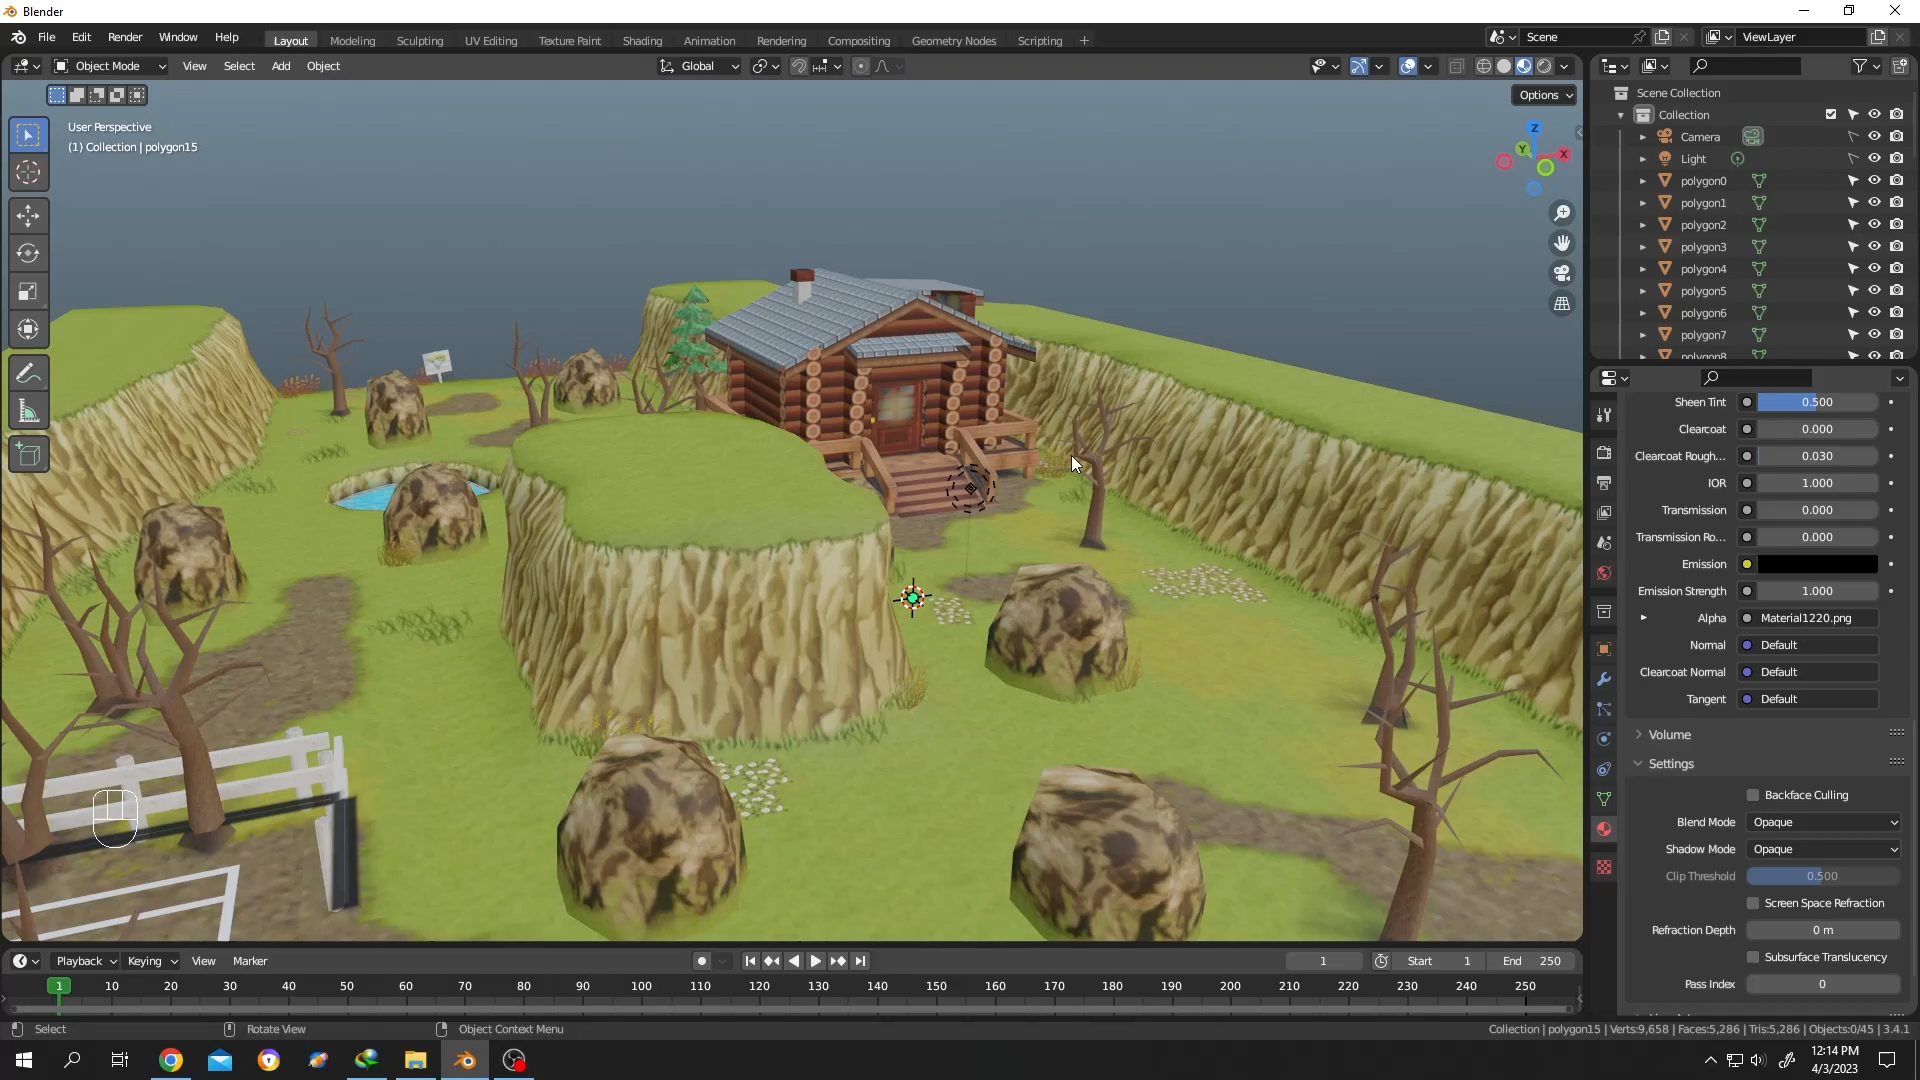 Blender
File Edit Render Window Help
Layout Modeling Sculpting UV Editing Texture Paint Shading Animation Rendering Compositing Geometry Nodes Scripting +
Scene
ViewLayer
Object Mode View Select Add Object
Global
Options
User Perspective
(1) Collection | polygon15
Z
Y
X
Scene Collection
Collection
Camera
Light
polygon0
polygon1
polygon2
polygon3
polygon4
polygon5
polygon6
polygon7
polygon8
Sheen Tint 0.500
Clearcoat 0.000
Clearcoat Rough... 0.030
IOR 1.000
Transmission 0.000
Transmission Ro... 0.000
Emission
Emission Strength 1.000
Alpha Material1220.png
Normal Default
Clearcoat Normal Default
Tangent Default
Volume
Settings
Backface Culling
Blend Mode Opaque
Shadow Mode Opaque
Clip Threshold 0.500
Screen Space Refraction
Refraction Depth 0 m
Subsurface Translucency
Pass Index 0
Playback Keying View Marker
1 Start 1 End 250
1 10 20 30 40 50 60 70 80 90 100 110 120 130 140 150 160 170 180 190 200 210 220 230 240 250
Select Rotate View Object Context Menu
Collection | polygon15 | Verts:9,658 | Faces:5,286 | Tris:5,286 | Objects:0/45 | 3.4.1
12:14 PM
4/3/2023